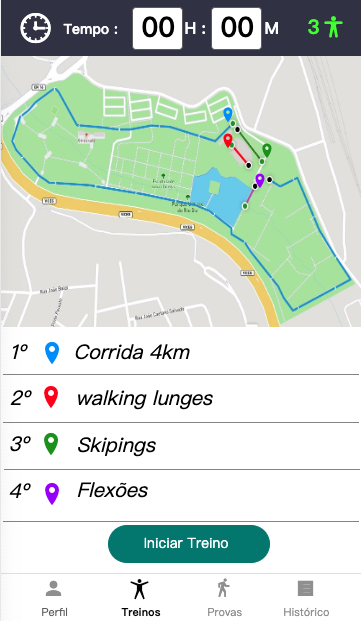 Tempo : 00 H : 00 M 3
1º Corrida 4km
2º walking lunges
3º Skipings
4º Flexões
Iniciar Treino
Perfil Treinos Provas Histórico